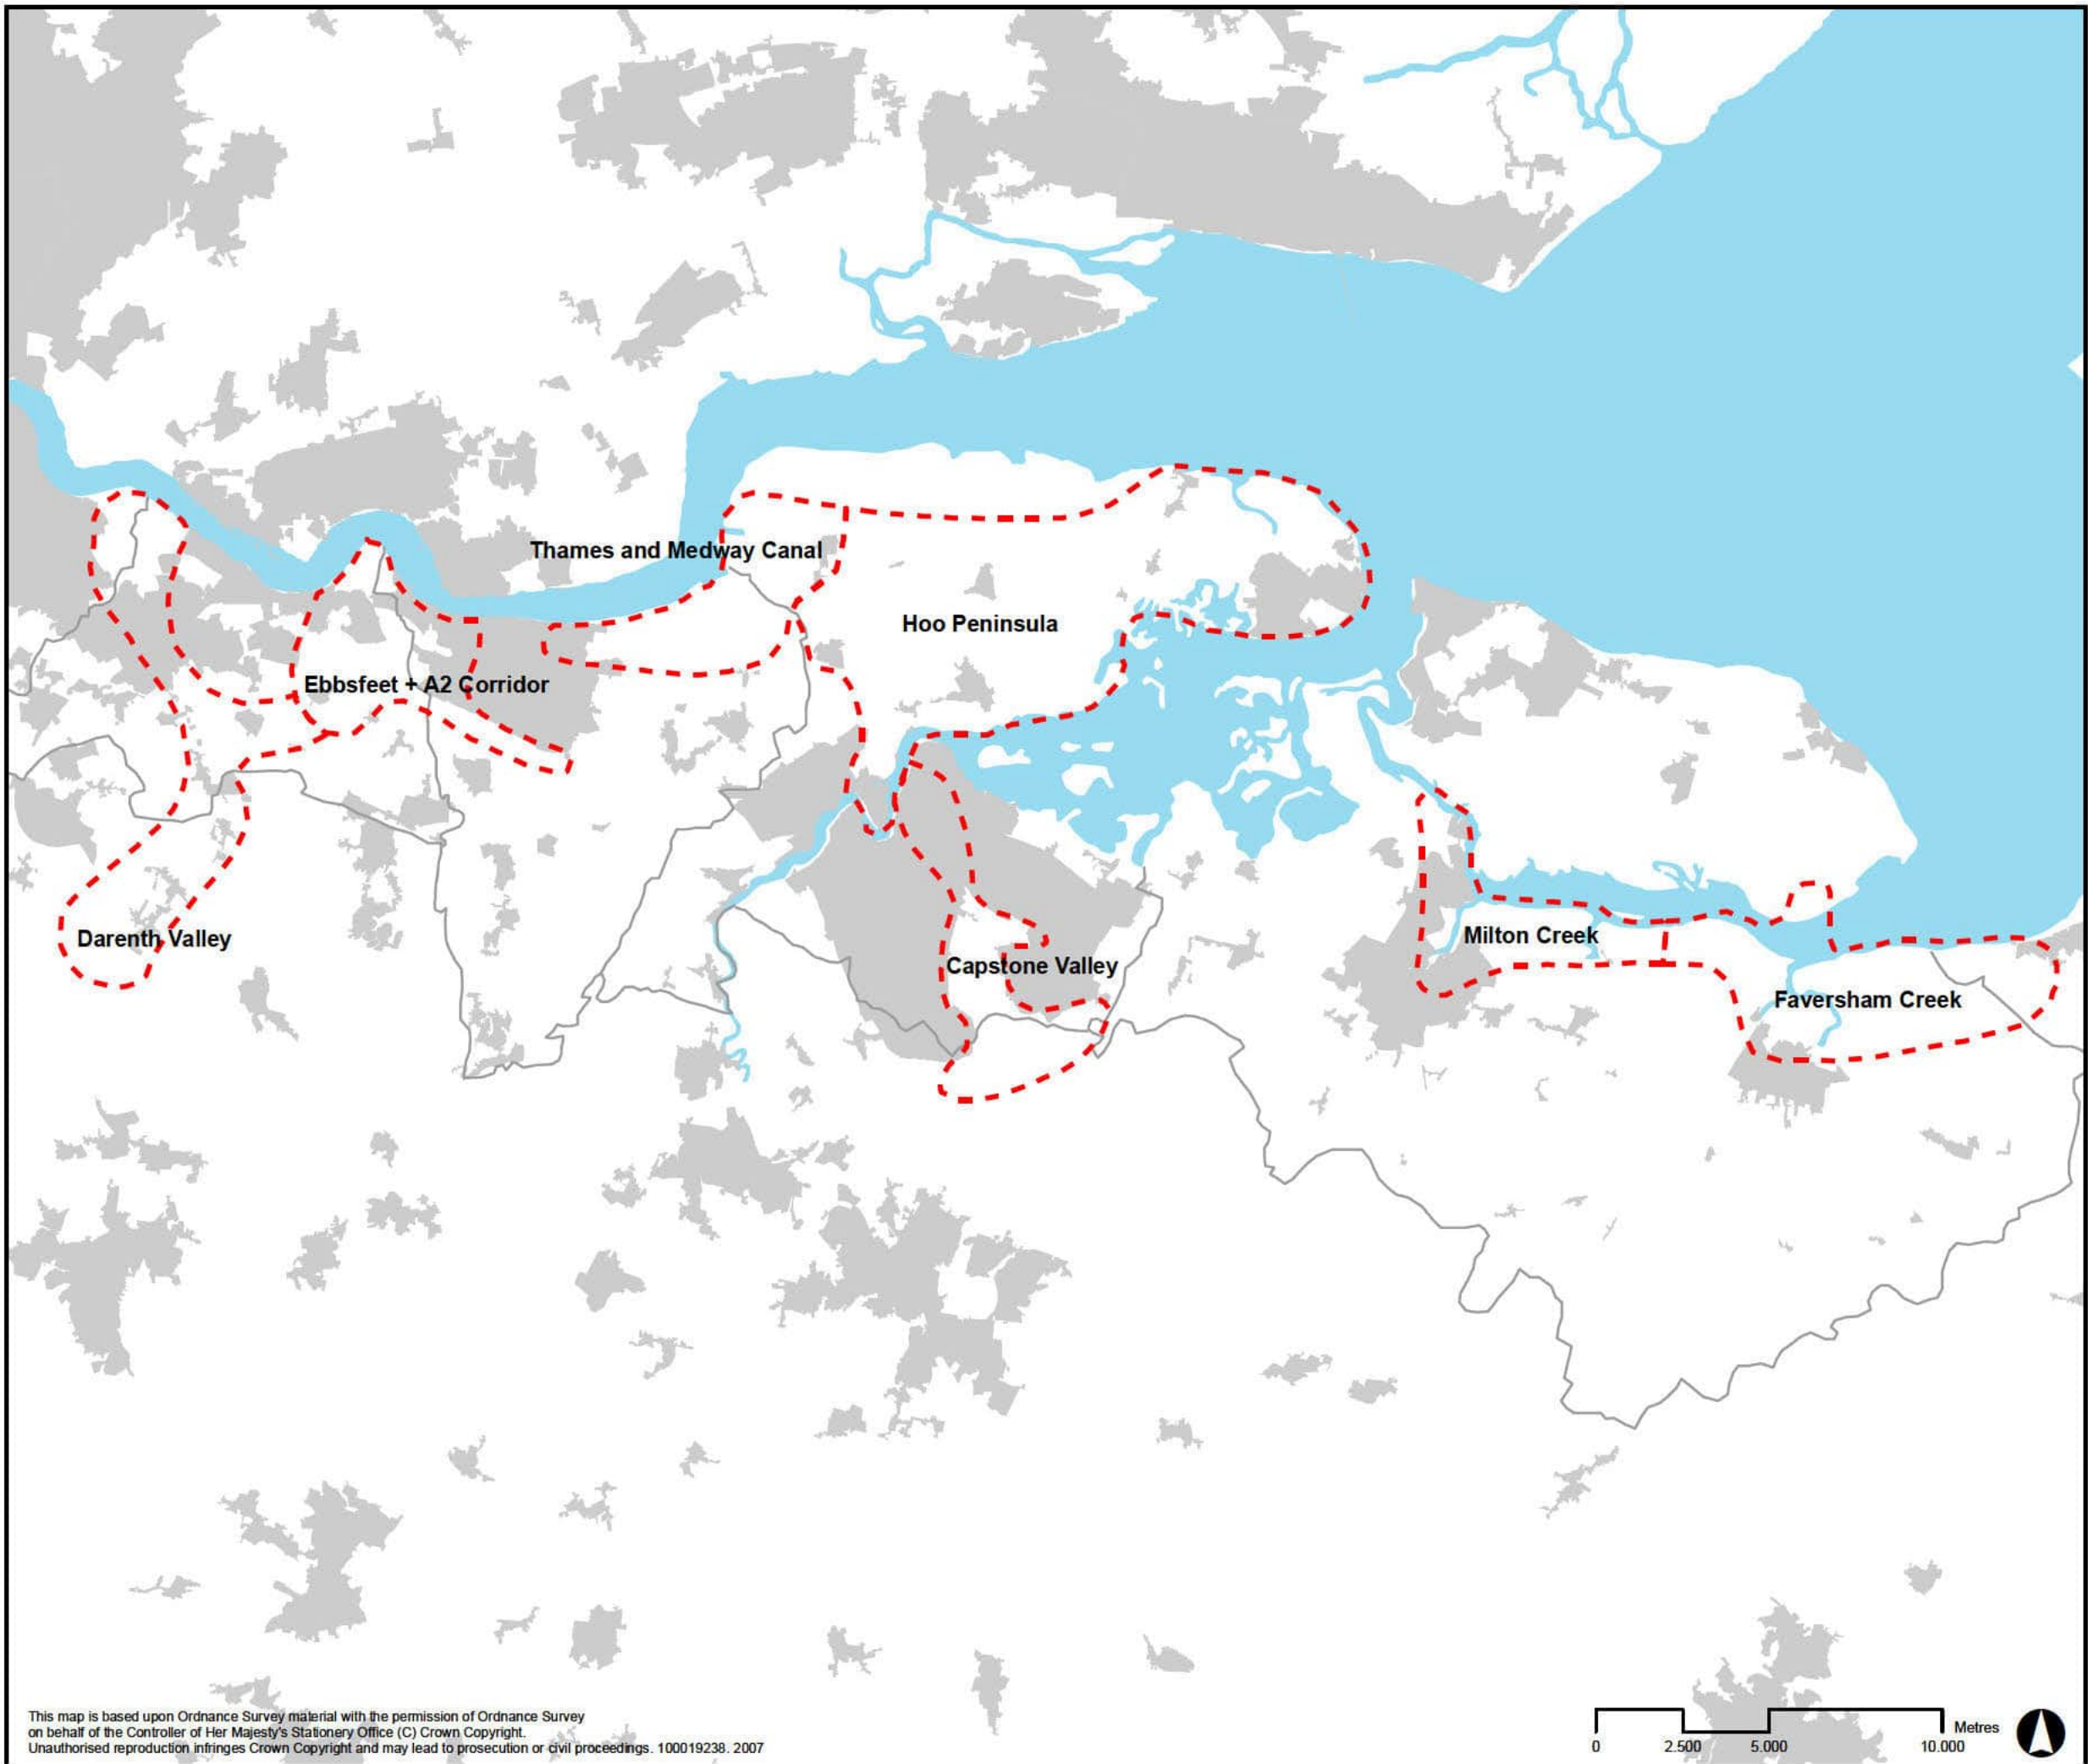 Thames and Medway Canal
Hoo Peninsula
Ebbsfeet + A2 Corridor
Darenth Valley
Milton Creek
Capstone Valley
Faversham Creek
This map is based upon Ordnance Survey material with the permission of Ordnance Survey
on behalf of the Controller of Her Majesty's Stationery Office (C) Crown Copyright.
Unauthorised reproduction infringes Crown Copyright and may lead to prosecution or civil proceedings. 100019238. 2007
Metres
0 2.500 5.000 10.000